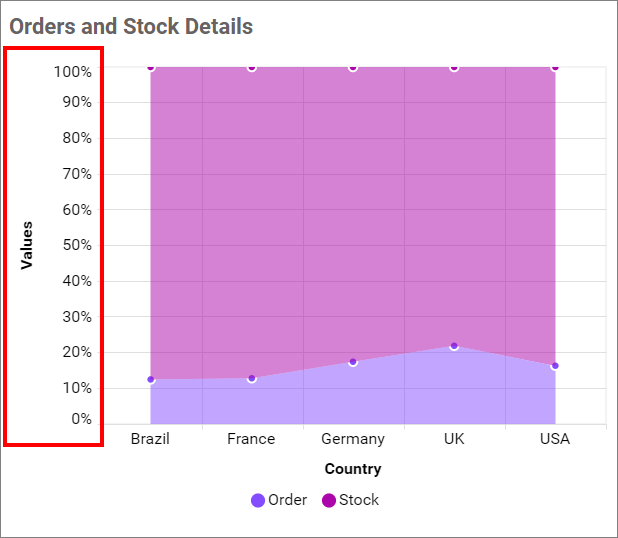 Orders and Stock Details
100%
90%
80%
70%
60%
50%
40%
30%
20%
10%
0%
Values
Brazil France Germany UK USA
Country
Order Stock